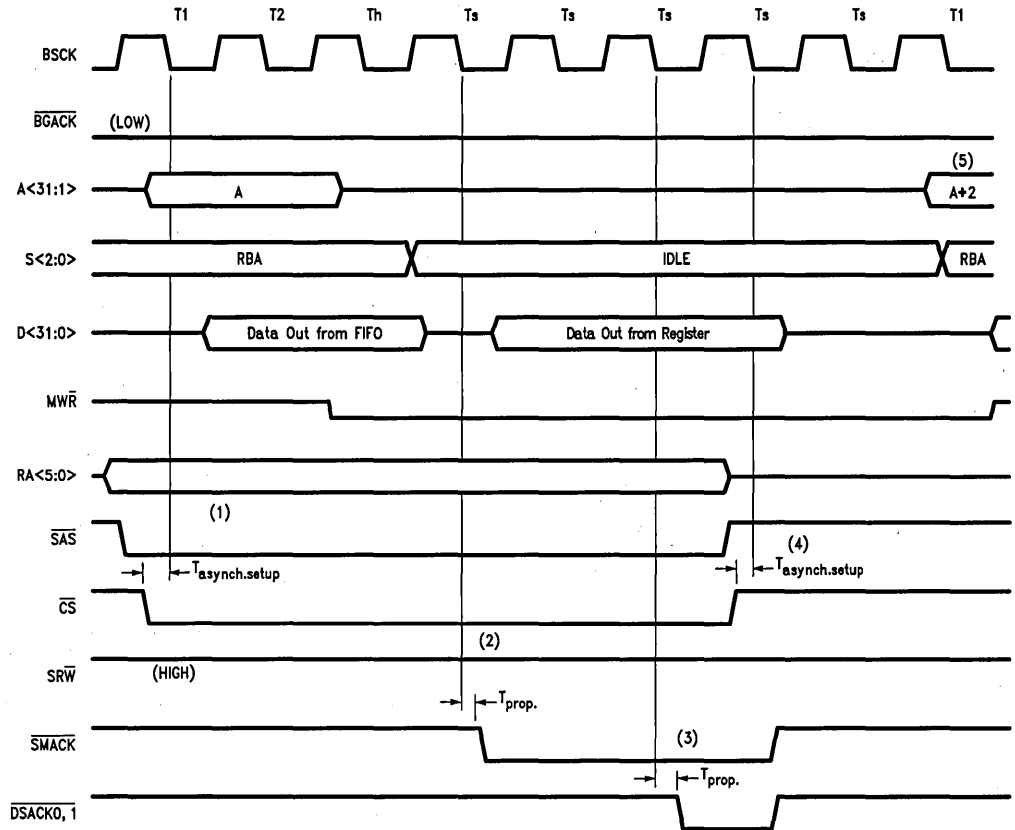 T1 T2 Th Ts Ts Ts Ts Ts T1
BSCK
BGACK (LOW)
(5)
A<31:1> A A+2
S<2:0> RBA IDLE RBA
D<31:0> Data Out from FIFO Data Out from Register
MWR
RA<5:0>
(1)
SAS (4)
Tasynch.setup Tasynch.setup
CS
(2)
SRW (HIGH)
Tprop.
SMACK (3)
Tprop.
DSACK0, 1